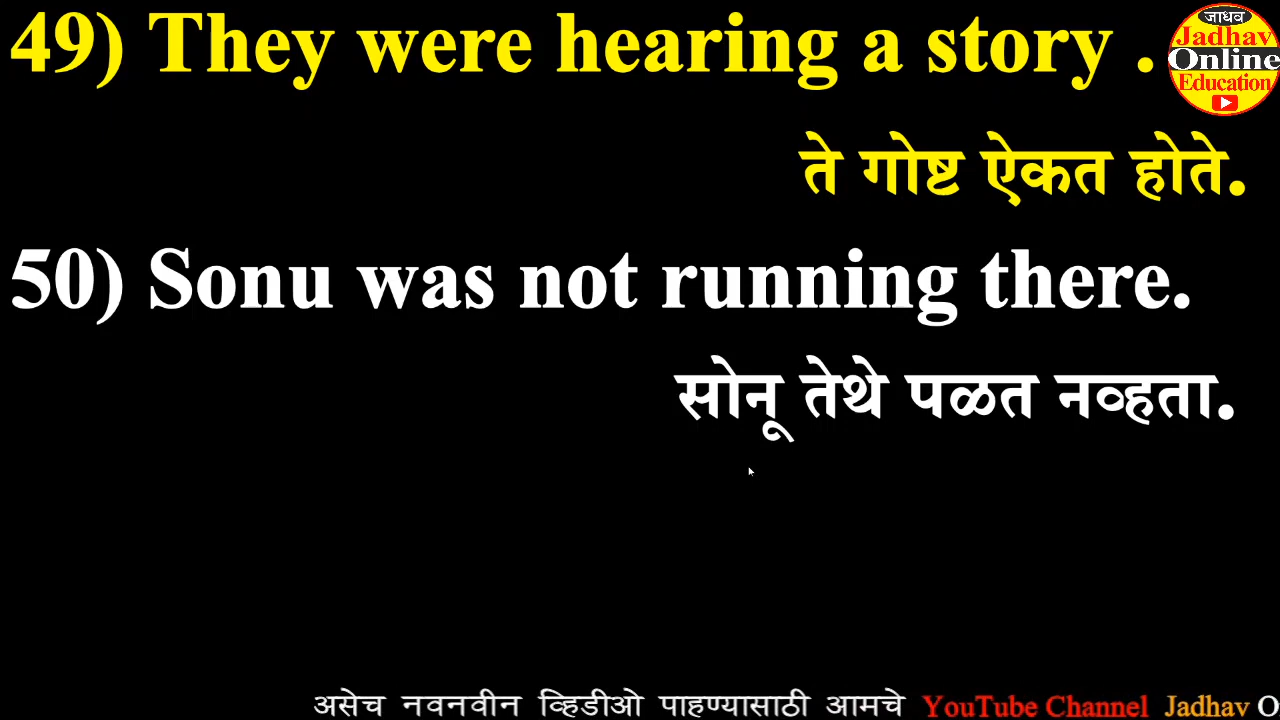 49) They were hearing a story .
जाधव
Jadhav
Online
Education
ते गोष्ट ऐकत होते.
50) Sonu was not running there.
सोनू तेथे पळत नव्हता.
असेच नवनवीन व्हिडीओ पाहण्यासाठी आमचे YouTube Channel Jadhav O